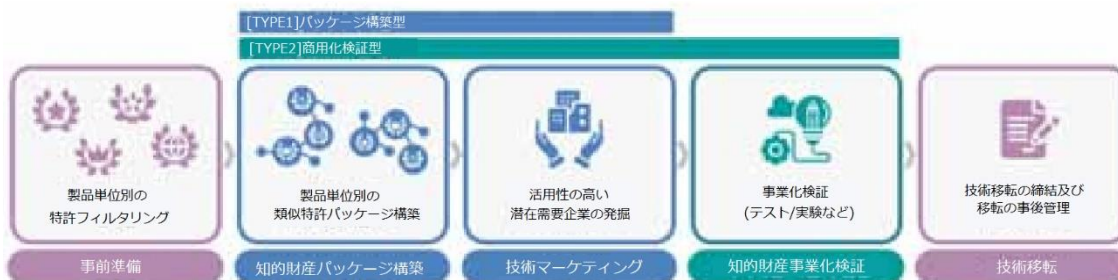 [TYPE1]パッケージ構築型
[TYPE2]商用化検証型
製品単位別の
特許フィルタリング
事前準備
製品単位別の
類似特許パッケージ構築
知的財産パッケージ構築
活用性の高い
潜在需要企業の発掘
技術マーケティング
事業化検証
(テスト/実験など)
知的財産事業化検証
技術移転の締結及び
移転の事後管理
技術移転